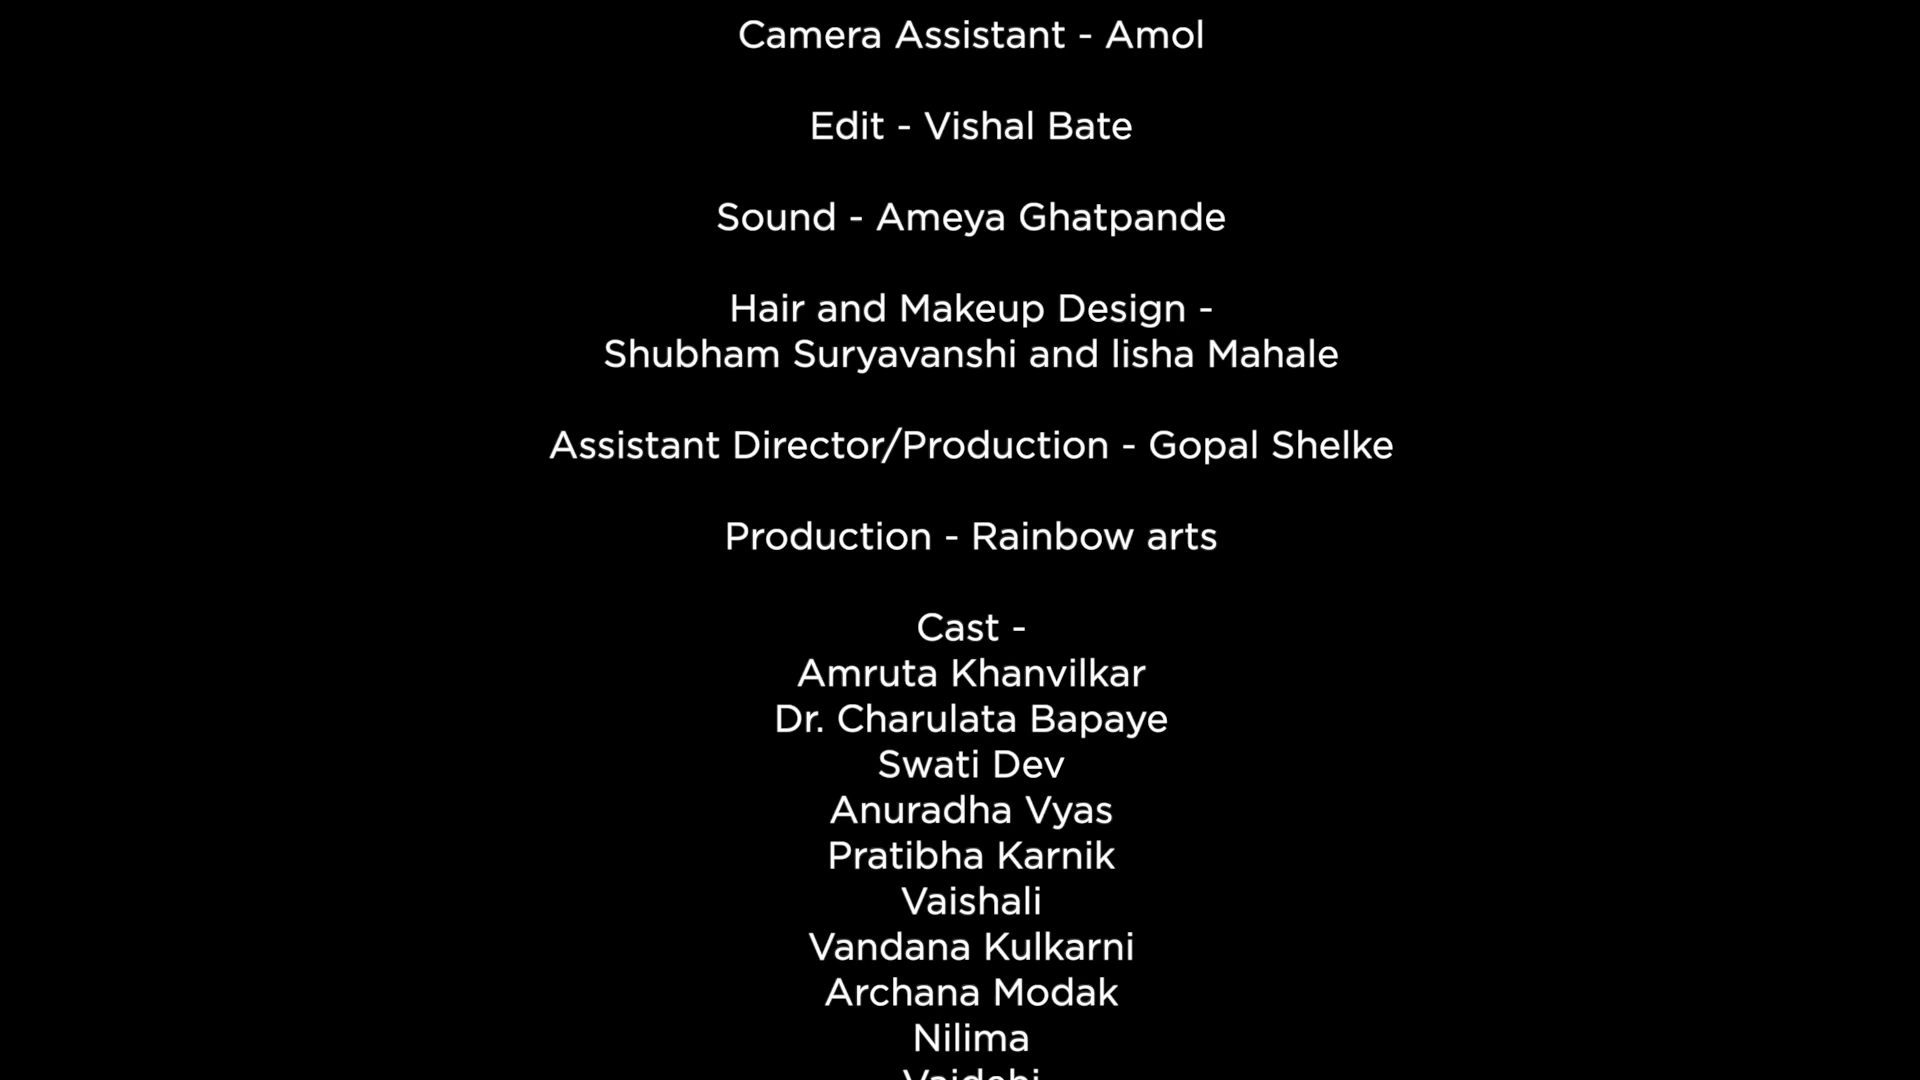 Camera Assistant - Amol
Edit - Vishal Bate
Sound - Ameya Ghatpande
Hair and Makeup Design -
Shubham Suryavanshi and lisha Mahale
Assistant Director/Production - Gopal Shelke
Production - Rainbow arts
Cast -
Amruta Khanvilkar
Dr. Charulata Bapaye
Swati Dev
Anuradha Vyas
Pratibha Karnik
Vaishali
Vandana Kulkarni
Archana Modak
Nilima